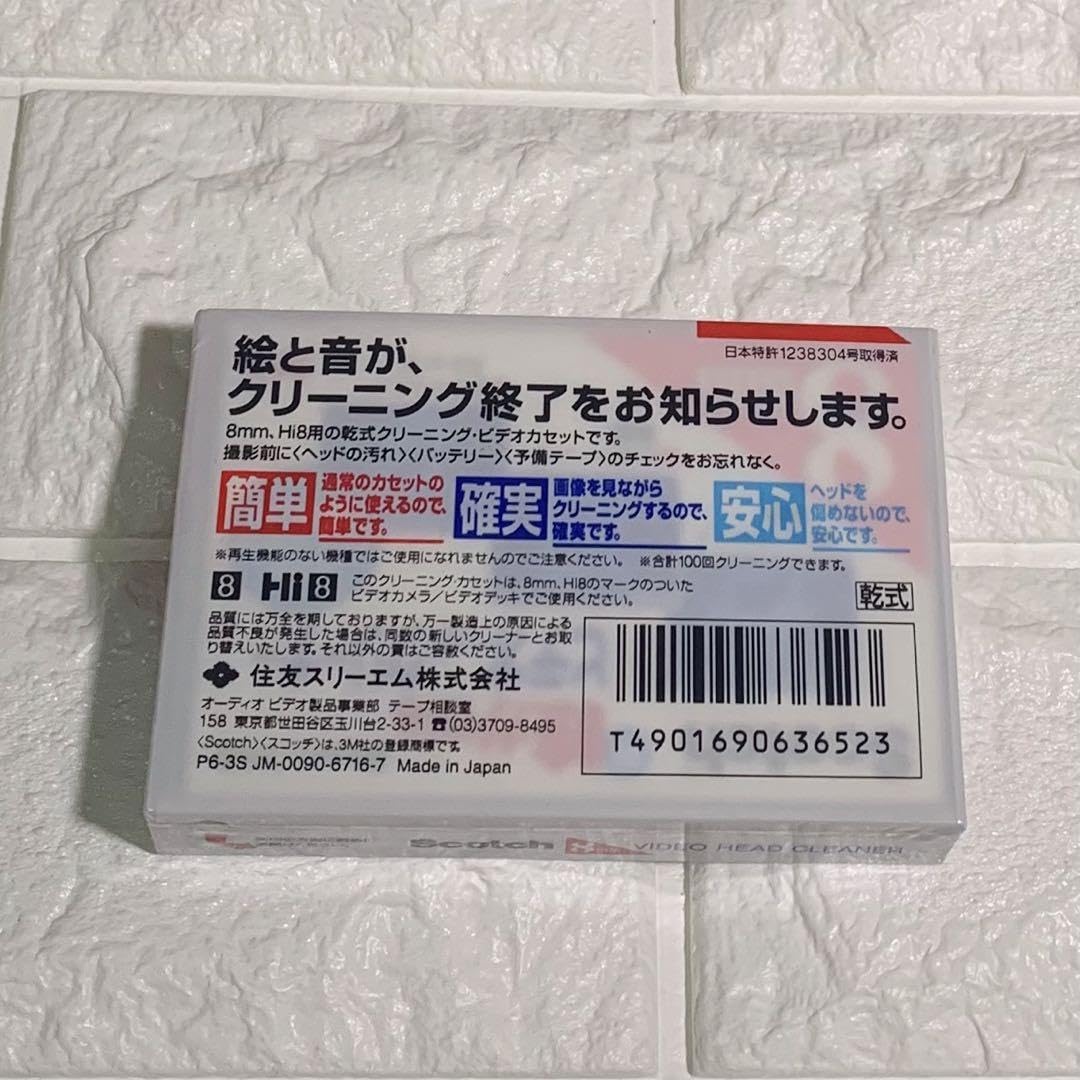 日本特許1238304号取得済
絵と音が、
クリーニング終了をお知らせします。
8mm、Hi8用の乾式クリーニング・ビデオカセットです。
撮影前に〈ヘッドの汚れ〉〈バッテリー〉〈予備テープ〉のチェックをお忘れなく。
簡単
通常のカセットの
ように使えるので、
簡単です。
確実
画像を見ながら
クリーニングするので、
確実です。
安心
ヘッドを
傷めないので、
安心です。
※再生機能のない機種ではご使用になれませんのでご注意ください。 ※合計100回クリーニングできます。
8 Hi8
このクリーニング・カセットは、8mm、Hi8のマークのついた
ビデオカメラ/ビデオデッキでご使用ください。
乾式
品質には万全を期しておりますが、万一製造上の原因による
品質不良が発生した場合は、同数の新しいクリーナーとお取
り替えいたします。それ以外の責はご容赦ください。
住友スリーエム株式会社
オーディオ ビデオ製品事業部 テープ相談室
158 東京都世田谷区玉川台2-33-1 ☎(03)3709-8495
〈Scotch〉〈スコッチ〉は、3M社の登録商標です。
P6-3S JM-0090-6716-7 Made in Japan
T4901690636523
Scotch 8 VIDEO HEAD CLEANER